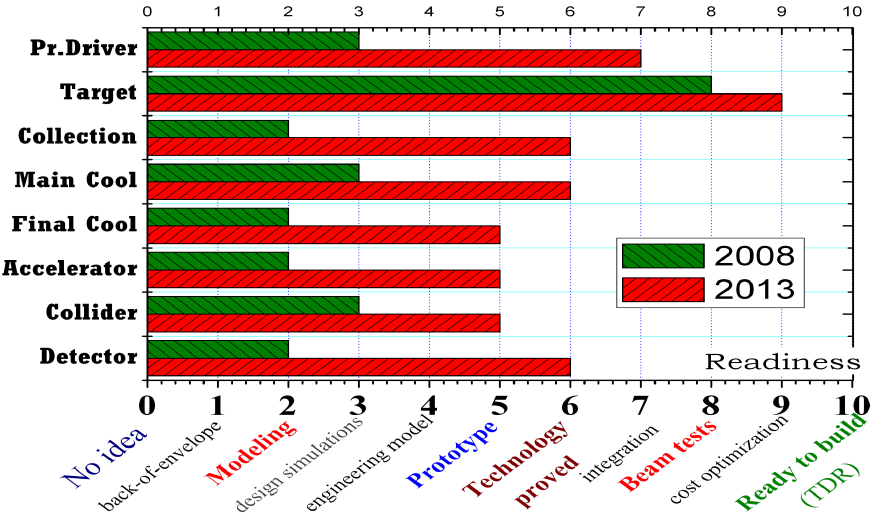 0 1 2 3 4 5 6 7 8 9 10
Pr.Driver
Target
Collection
Main Cool
Final Cool
Accelerator
Collider
Detector
2008
2013
Readiness
0 1 2 3 4 5 6 7 8 9 10
No idea
back-of-envelope
Modeling
design simulations
engineering model
Prototype
Technology
proved
integration
Beam tests
cost optimization
Ready to build
(TDR)